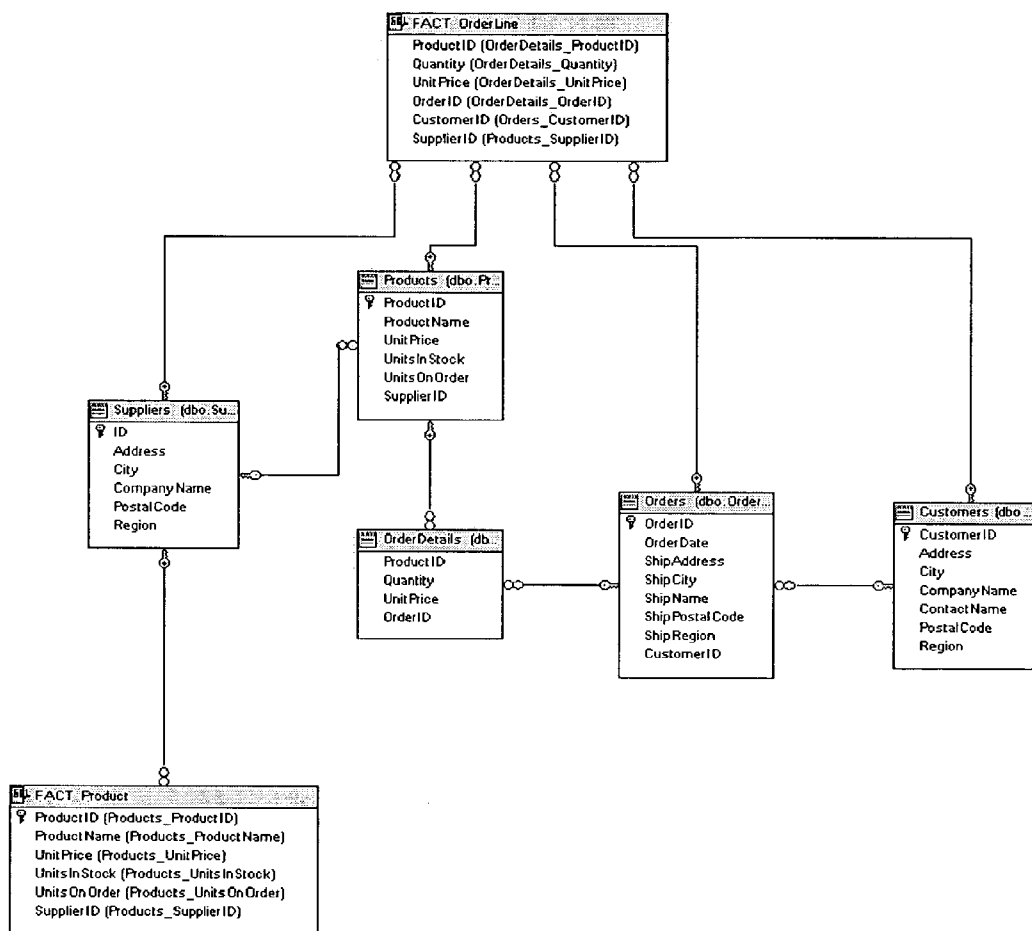 FACT_OrderLine
ProductID (OrderDetails_ProductID)
Quantity (OrderDetails_Quantity)
UnitPrice (OrderDetails_UnitPrice)
OrderID (OrderDetails_OrderID)
CustomerID (Orders_CustomerID)
SupplierID (Products_SupplierID)
Products (dbo.Pr...
ProductID
ProductName
UnitPrice
UnitsInStock
UnitsOnOrder
SupplierID
Suppliers (dbo.Su...
ID
Address
City
CompanyName
PostalCode
Region
OrderDetails (db...
ProductID
Quantity
UnitPrice
OrderID
Orders (dbo.Order...
OrderID
OrderDate
ShipAddress
ShipCity
ShipName
ShipPostalCode
ShipRegion
CustomerID
Customers (dbo...
CustomerID
Address
City
CompanyName
ContactName
PostalCode
Region
FACT_Product
ProductID (Products_ProductID)
ProductName (Products_ProductName)
UnitPrice (Products_UnitPrice)
UnitsInStock (Products_UnitsInStock)
UnitsOnOrder (Products_UnitsOnOrder)
SupplierID (Products_SupplierID)